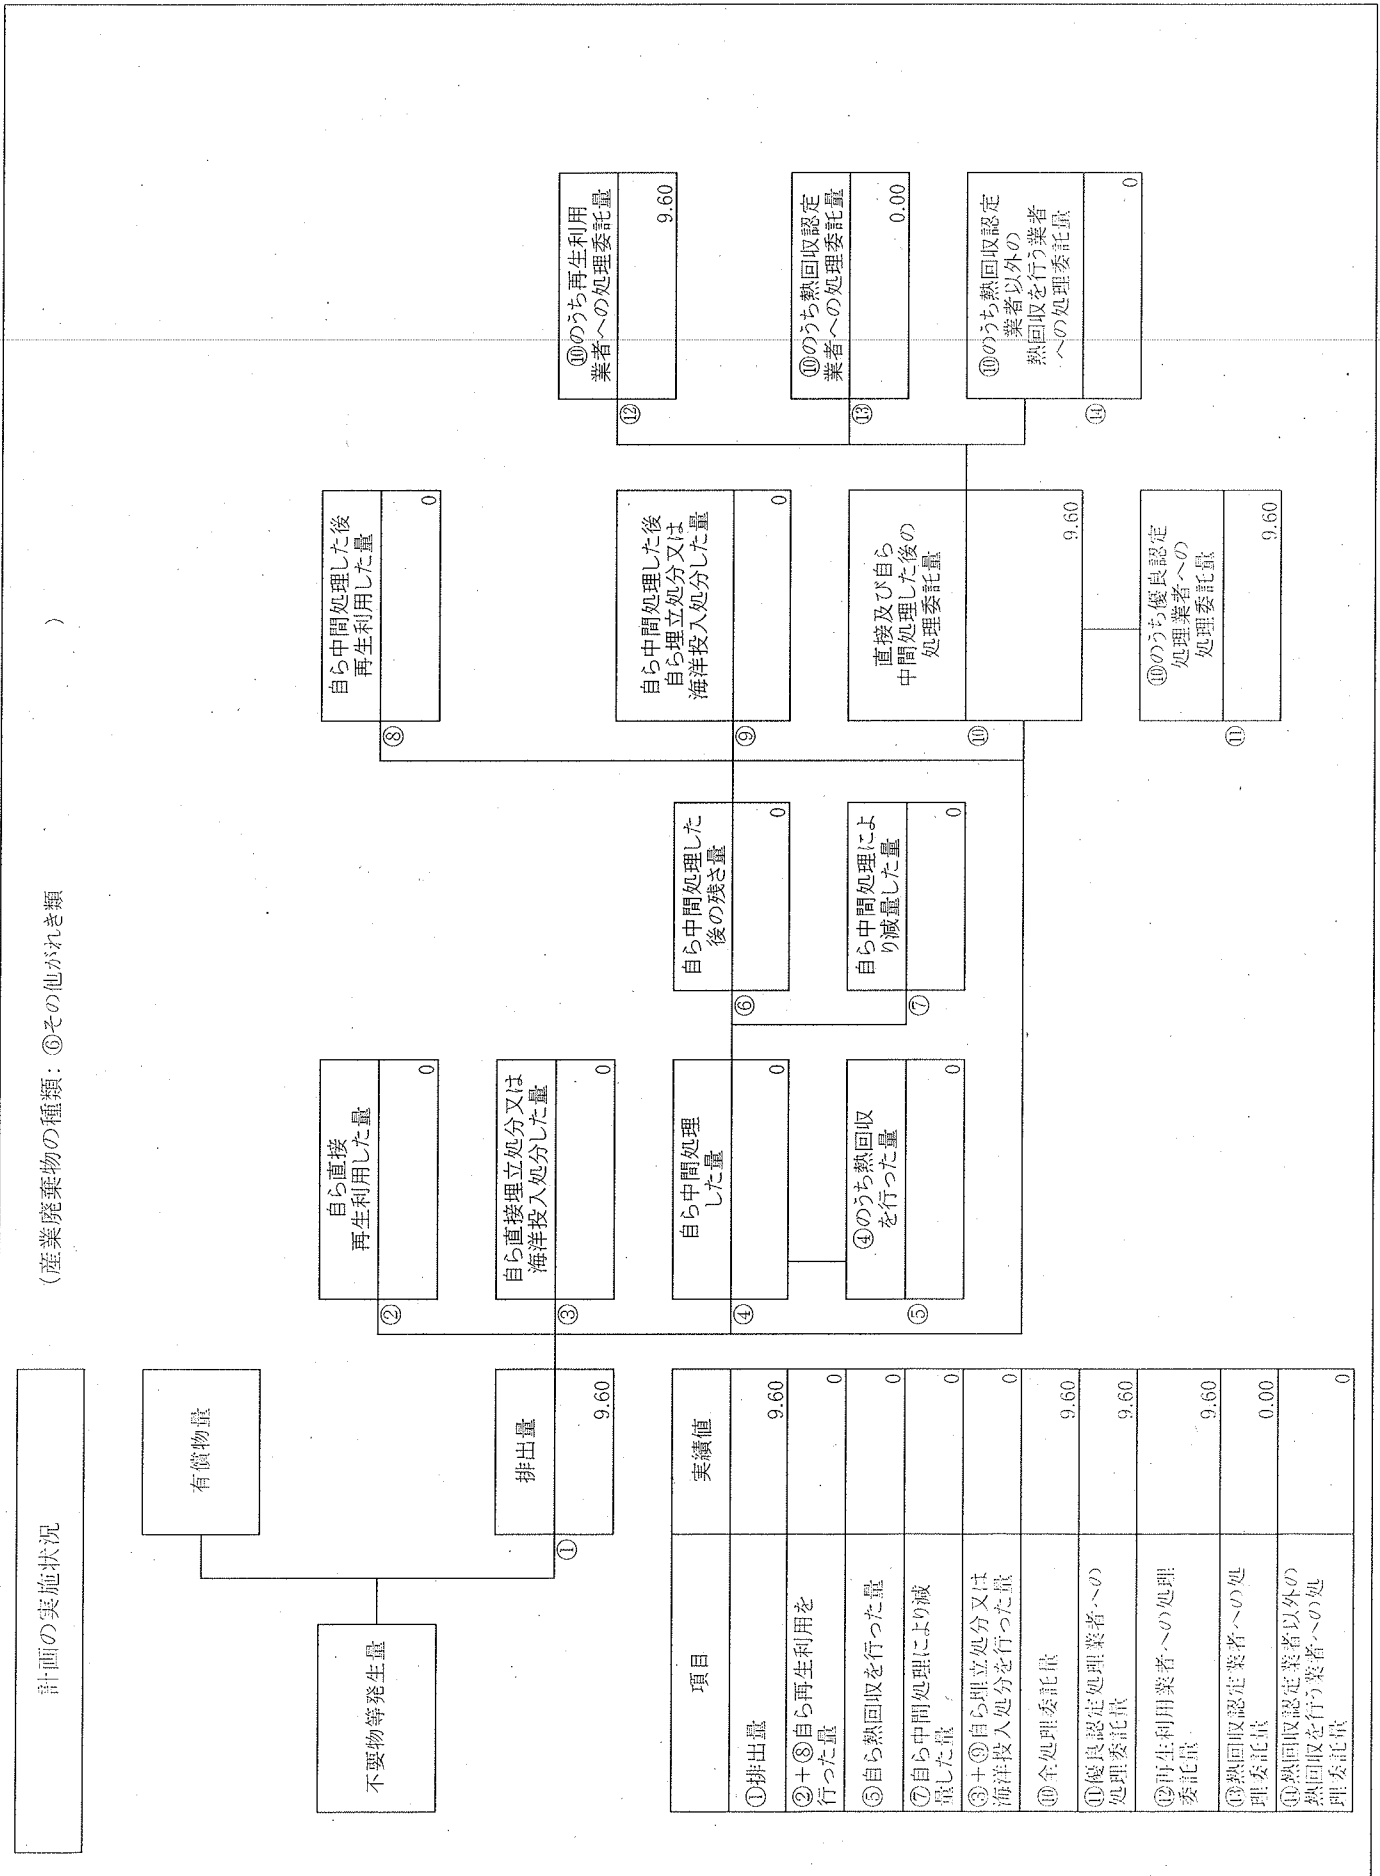 計画の実施状況
(産業廃棄物の種類：⑥その他がれき類　　　　　)
不要物等発生量
有償物量
①
排出量
9.60
②
自ら直接
再生利用した量
0
③
自ら直接埋立処分又は
海洋投入処分した量
0
④
自ら中間処理
した量
0
⑤
④のうち熱回収
を行った量
0
⑥
自ら中間処理した
後の残さ量
0
⑦
自ら中間処理によ
り減量した量
0
⑧
自ら中間処理した後
再生利用した量
0
⑨
自ら中間処理した後
自ら埋立処分又は
海洋投入処分した量
0
⑩
直接及び自ら
中間処理した後の
処理委託量
9.60
⑪
⑩のうち優良認定
処理業者への
処理委託量
9.60
⑫
⑩のうち再生利用
業者への処理委託量
9.60
⑬
⑩のうち熱回収認定
業者への処理委託量
0.00
⑭
⑩のうち熱回収認定
業者以外の
熱回収を行う業者
への処理委託量
0
項目　実績値
①排出量　9.60
②+⑧自ら再生利用を
行った量　0
⑤自ら熱回収を行った量　0
⑦自ら中間処理により減
量した量　0
③+⑨自ら埋立処分又は
海洋投入処分を行った量　0
⑩全処理委託量　9.60
⑪優良認定処理業者への
処理委託量　9.60
⑫再生利用業者への処理
委託量　9.60
⑬熱回収認定業者への処
理委託量　0.00
⑭熱回収認定業者以外の
熱回収を行う業者への処
理委託量　0